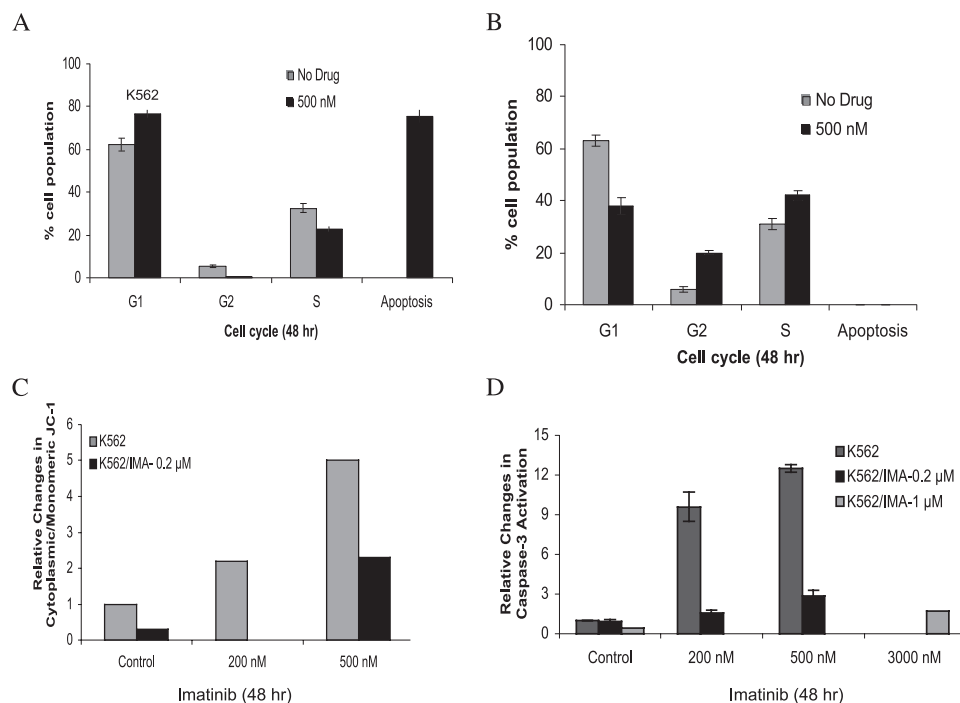 A
% cell population
100
80
60
40
20
0
K562
No Drug
500 nM
G1 G2 S Apoptosis
Cell cycle (48 hr)
B
% cell population
100
80
60
40
20
0
No Drug
500 nM
G1 G2 S Apoptosis
Cell cycle (48 hr)
C
Relative Changes in
Cytoplasmic/Monomeric JC-1
6
5
4
3
2
1
0
K562
K562/IMA- 0.2 µM
Control 200 nM 500 nM
Imatinib (48 hr)
D
Relative Changes in
Caspase-3 Activation
15
12
9
6
3
0
K562
K562/IMA-0.2 µM
K562/IMA-1 µM
Control 200 nM 500 nM 3000 nM
Imatinib (48 hr)